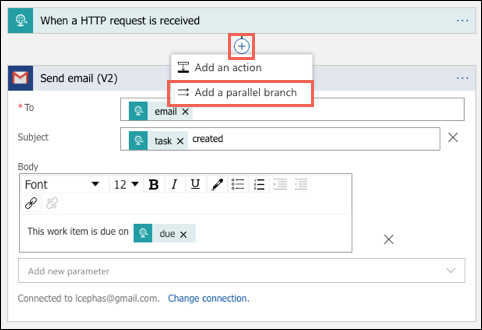 When a HTTP request is received
Add an action
Add a parallel branch
Send email (V2)
* To
email ×
Subject
task × created
Body
Font 12 B I U
This work item is due on due ×
Add new parameter
Connected to lcephas@gmail.com. Change connection.